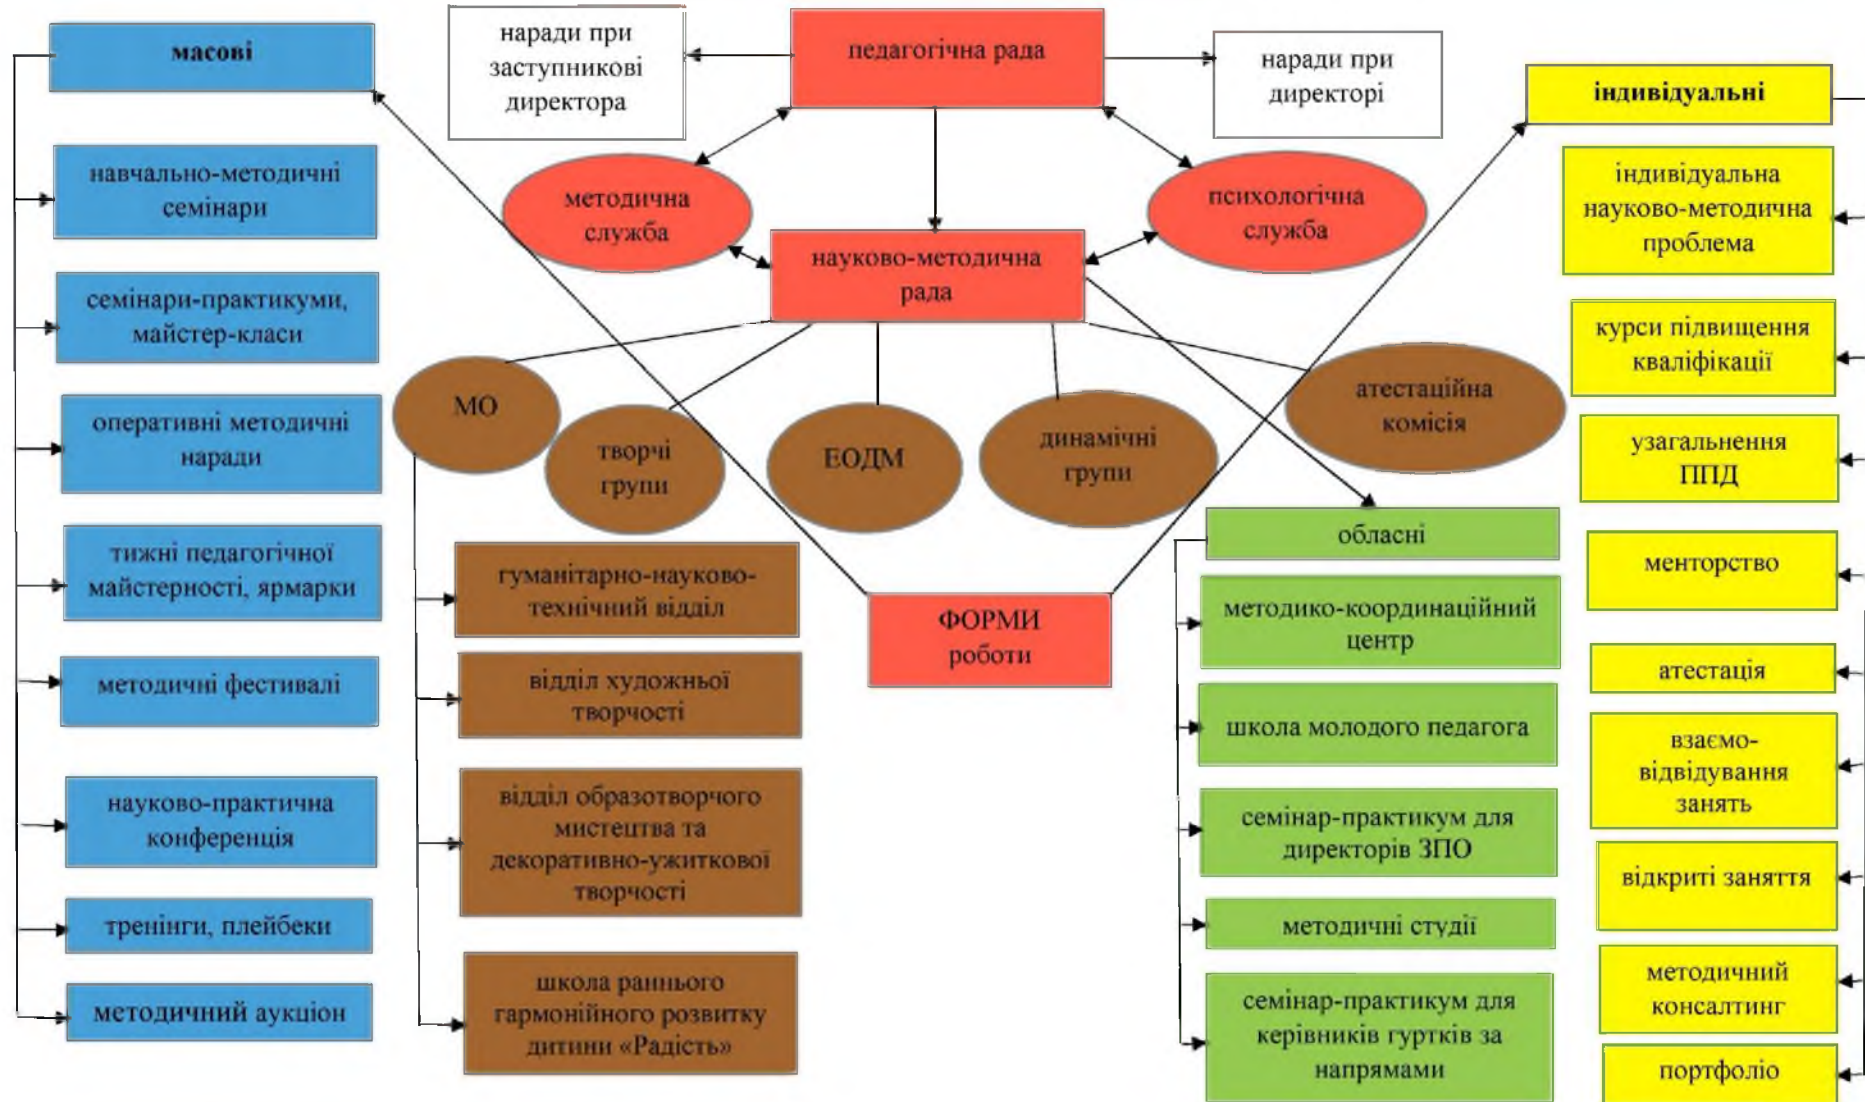 масові
навчально-методичні
семінари
семінари-практикуми,
майстер-класи
оперативні методичні
наради
тижні педагогічної
майстерності, ярмарки
методичні фестивалі
науково-практична
конференція
тренінги, плейбеки
методичний аукціон
наради при
заступникові
директора
педагогічна рада
наради при
директорі
методична
служба
психологічна
служба
науково-методична
рада
МО
творчі
групи
ЕОДМ
динамічні
групи
атестаційна
комісія
гуманітарно-науково-
технічний відділ
відділ художньої
творчості
відділ образотворчого
мистецтва та
декоративно-ужиткової
творчості
школа раннього
гармонійного розвитку
дитини «Радість»
ФОРМИ
роботи
обласні
методико-координаційний
центр
школа молодого педагога
семінар-практикум для
директорів ЗПО
методичні студії
семінар-практикум для
керівників гуртків за
напрямами
індивідуальні
індивідуальна
науково-методична
проблема
курси підвищення
кваліфікації
узагальнення
ППД
менторство
атестація
взаємо-
відвідування
занять
відкриті заняття
методичний
консалтинг
портфоліо